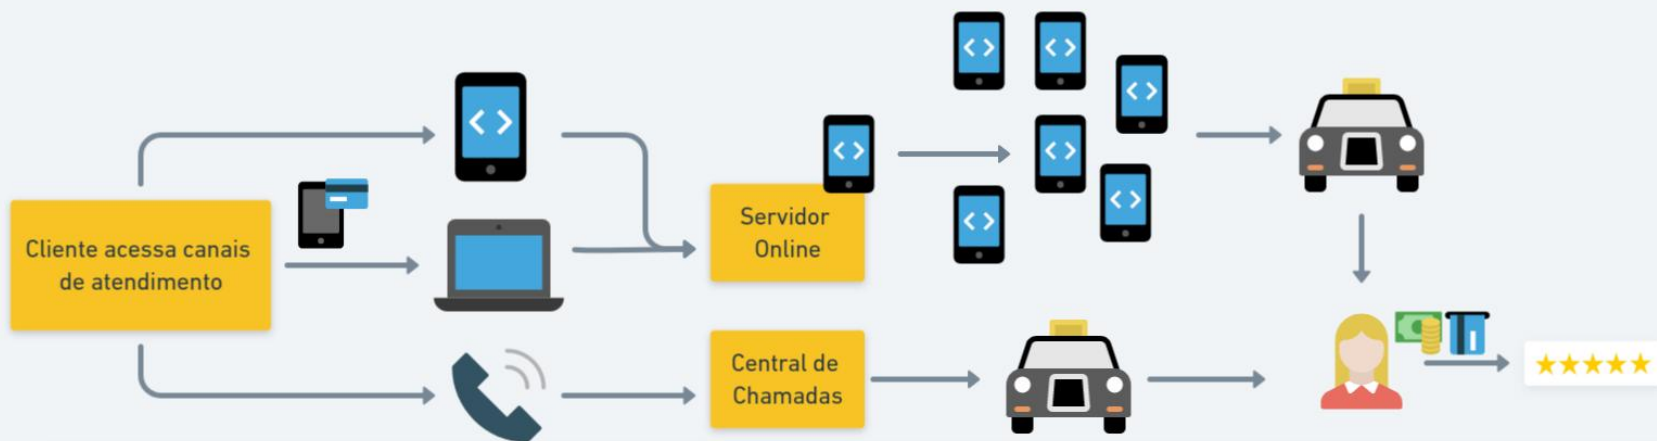 Cliente acessa canais
de atendimento
Servidor
Online
Central de
Chamadas